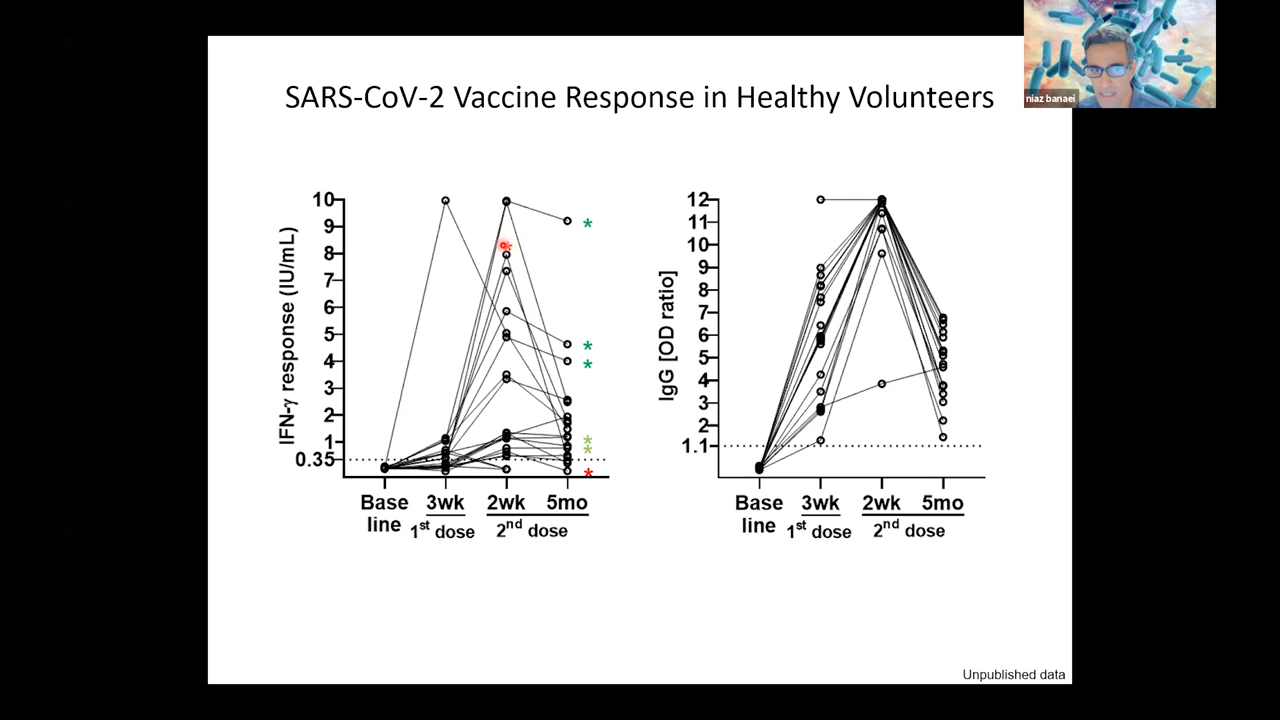 niaz banaei
SARS-CoV-2 Vaccine Response in Healthy Volunteers
IFN-γ response (IU/mL)
10
9
8
7
6
5
4
3
2
1
0.35
Base line
3wk
2wk
5mo
1st dose
2nd dose
IgG [OD ratio]
12
11
10
9
8
7
6
5
4
3
2
1.1
Base line
3wk
2wk
5mo
1st dose
2nd dose
Unpublished data